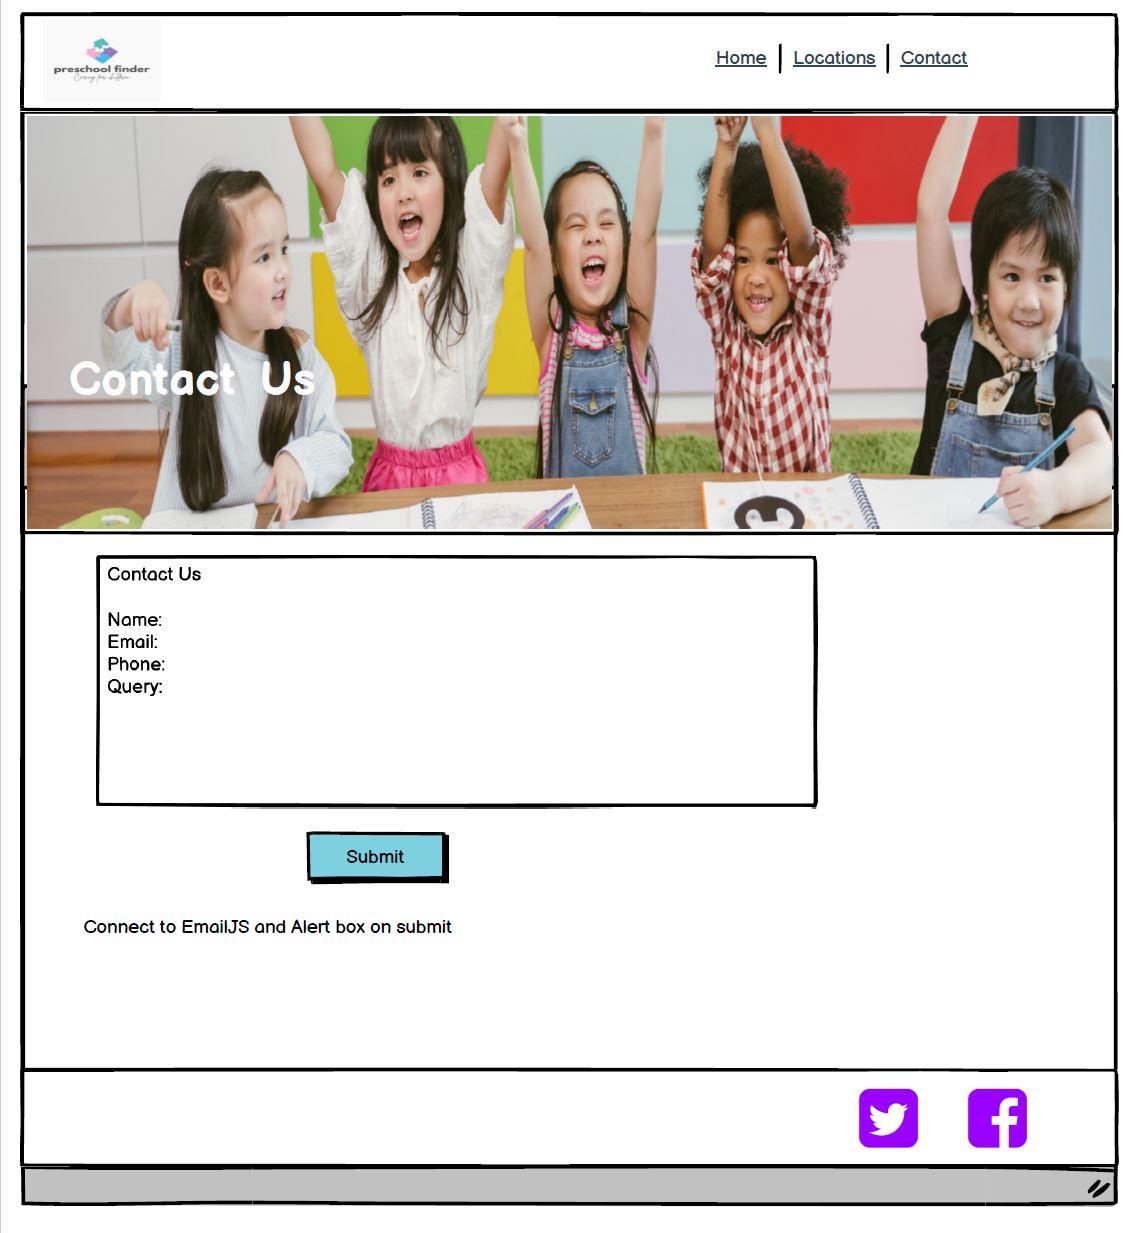 preschool finder
Caring for children
Home | Locations | Contact
Contact Us
Contact Us
Name:
Email:
Phone:
Query:
Submit
Connect to EmailJS and Alert box on submit